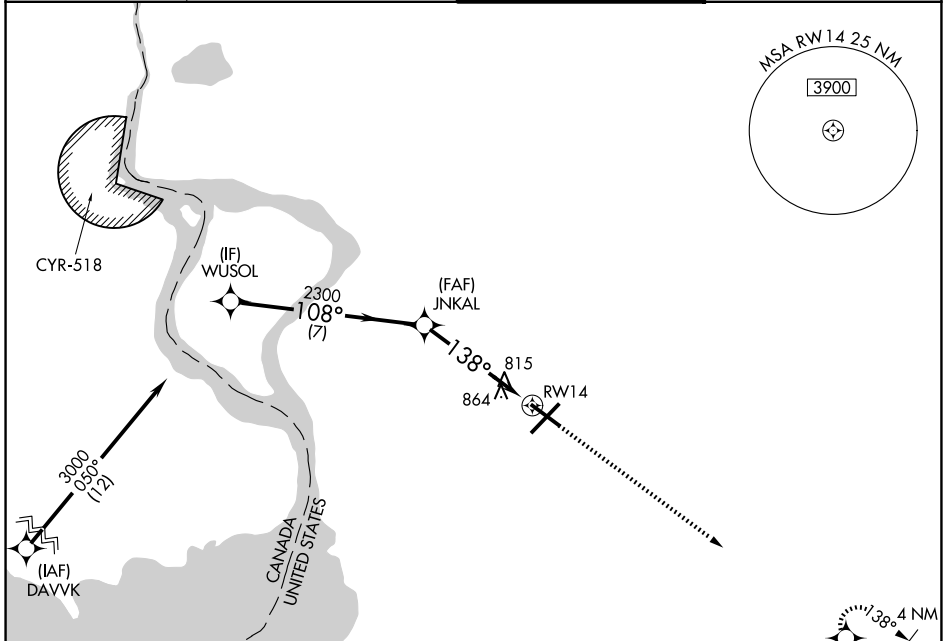 MSA RW14 25 NM
3900
CYR-518
(IF)
WUSOL
2300
108°
(7)
(FAF)
JNKAL
138°
815
864
RW14
3000
050°
(12)
(IAF)
DAVVK
CANADA
UNITED STATES
138°
4 NM